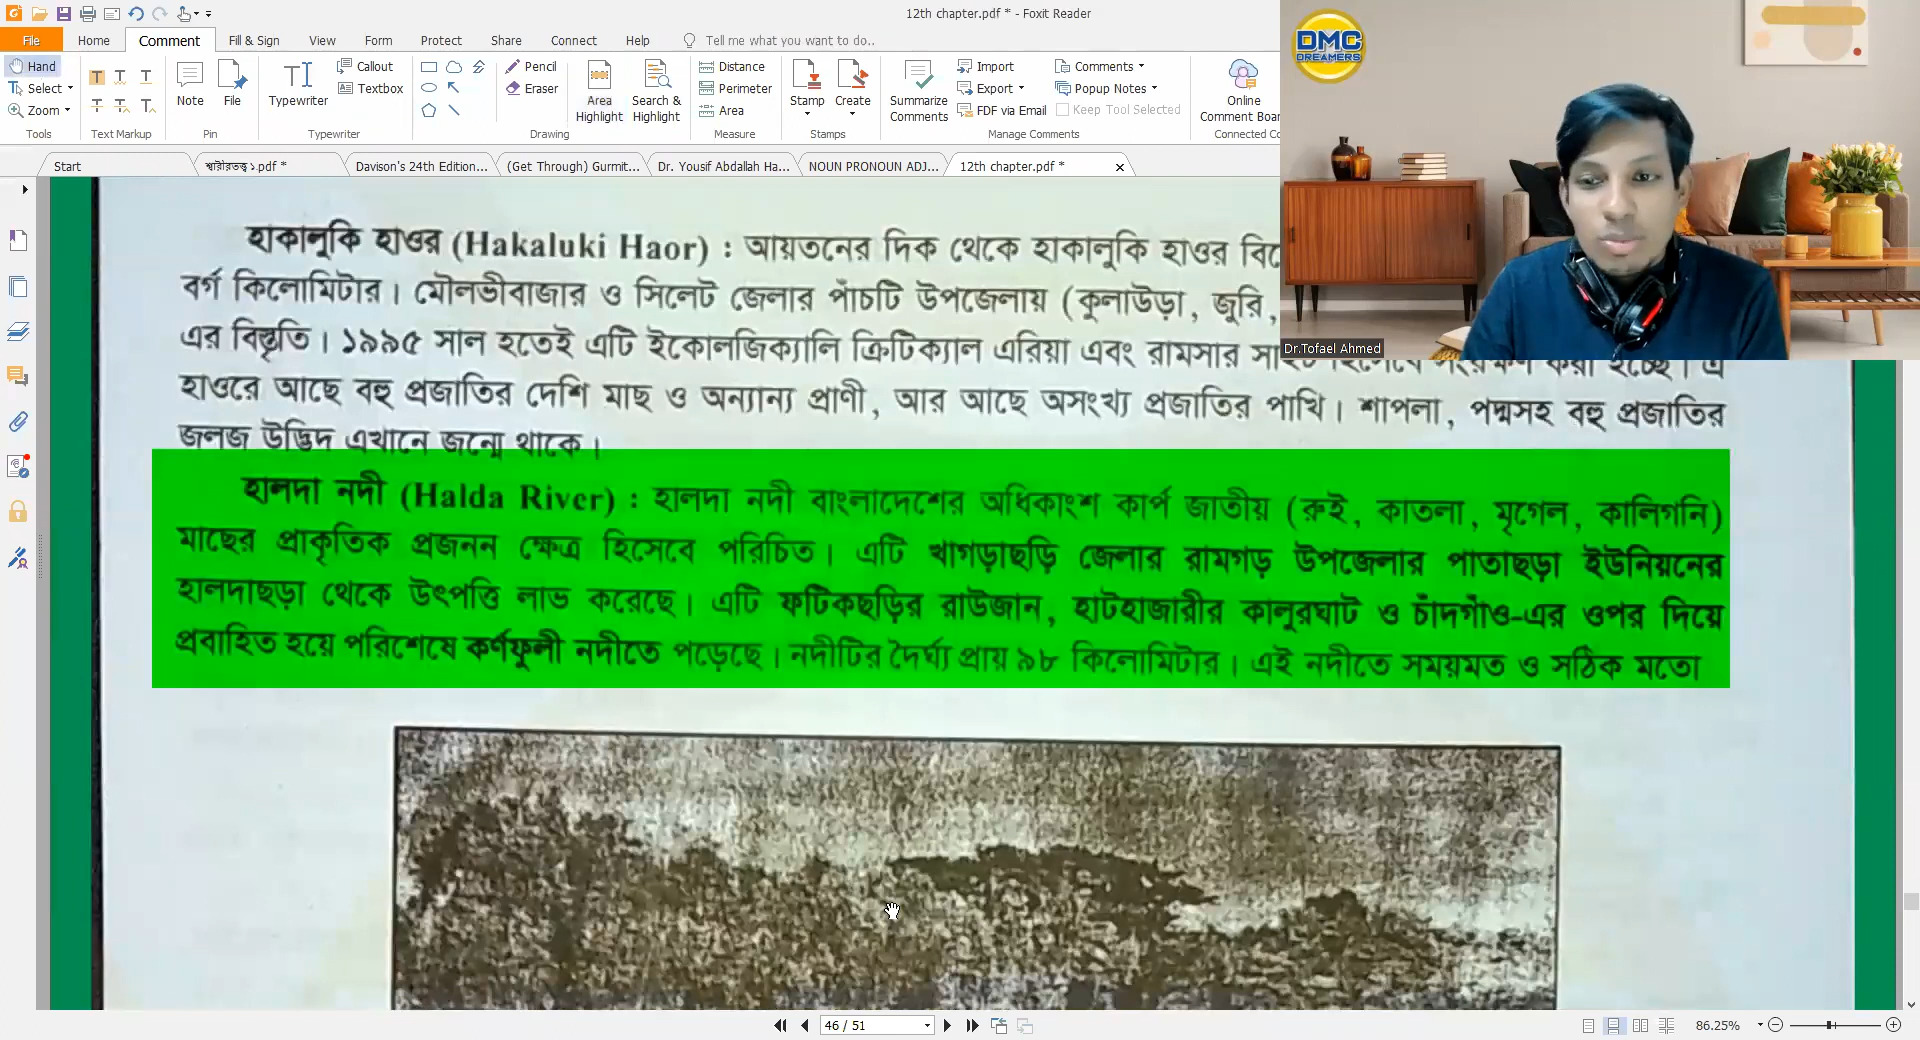 12th chapter.pdf * - Foxit Reader
File Home Comment Fill & Sign View Form Protect Share Connect Help Tell me what you want to do..
Hand
Select
Zoom
Tools
Text Markup
Note
File
Pin
Typewriter
Callout
Textbox
Typewriter
Pencil
Eraser
Area Highlight
Search & Highlight
Drawing
Distance
Perimeter
Area
Measure
Stamp
Create
Stamps
Summarize Comments
Import
Export
FDF via Email
Comments
Popup Notes
Keep Tool Selected
Manage Comments
Online
Comment Boar
Connected Co
DMC
DREAMERS
Dr.Tofael Ahmed
Start
শারীরতত্ত্ব ১.pdf *
Davison's 24th Edition...
(Get Through) Gurmit...
Dr. Yousif Abdallah Ha...
NOUN PRONOUN ADJ...
12th chapter.pdf *
হাকালুকি হাওর (Hakaluki Haor) : আয়তনের দিক থেকে হাকালুকি হাওর
বর্গ কিলোমিটার। মৌলভীবাজার ও সিলেট জেলার পাঁচটি উপজেলায় (কুলাউড়া, জুরি,
এর বিস্তৃতি। ১৯৯৫ সাল হতেই এটি ইকোলজিক্যালি ক্রিটিক্যাল এরিয়া এবং রামসার সাইট হিসেবে সংরক্ষণ করা হচ্ছে। এ
হাওরে আছে বহু প্রজাতির দেশি মাছ ও অন্যান্য প্রাণী, আর আছে অসংখ্য প্রজাতির পাখি। শাপলা, পদ্মসহ বহু প্রজাতির
জলজ উদ্ভিদ এখানে জন্মে থাকে।
হালদা নদী (Halda River) : হালদা নদী বাংলাদেশের অধিকাংশ কার্প জাতীয় (রুই, কাতলা, মৃগেল, কালিগনি)
মাছের প্রাকৃতিক প্রজনন ক্ষেত্র হিসেবে পরিচিত। এটি খাগড়াছড়ি জেলার রামগড় উপজেলার পাতাছড়া ইউনিয়নের
হালদাছড়া থেকে উৎপত্তি লাভ করেছে। এটি ফটিকছড়ির রাউজান, হাটহাজারীর কালুরঘাট ও চাঁদগাঁও-এর ওপর দিয়ে
প্রবাহিত হয়ে পরিশেষে কর্ণফুলী নদীতে পড়েছে। নদীটির দৈর্ঘ্য প্রায় ৯৮ কিলোমিটার। এই নদীতে সময়মত ও সঠিক মতো
46 / 51
86.25%